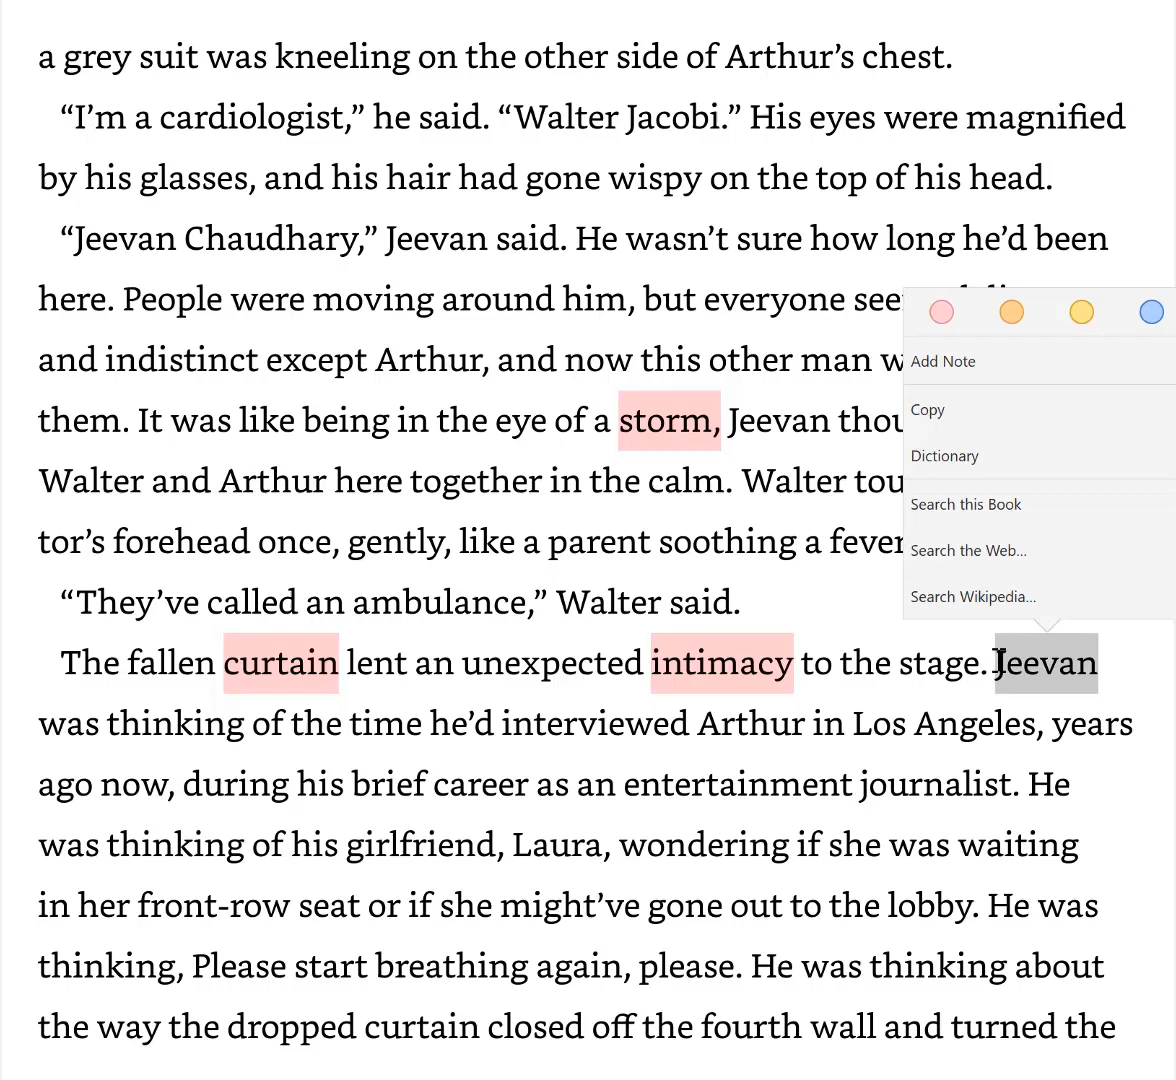 a grey suit was kneeling on the other side of Arthur’s chest.
“I’m a cardiologist,” he said. “Walter Jacobi.” His eyes were magnified
by his glasses, and his hair had gone wispy on the top of his head.
“Jeevan Chaudhary,” Jeevan said. He wasn’t sure how long he’d been
here. People were moving around him, but everyone
and indistinct except Arthur, and now this other man
them. It was like being in the eye of a storm, Jeevan
Walter and Arthur here together in the calm. Walter
tor’s forehead once, gently, like a parent soothing a
“They’ve called an ambulance,” Walter said.
The fallen curtain lent an unexpected intimacy to the stage. Jeevan
was thinking of the time he’d interviewed Arthur in Los Angeles, years
ago now, during his brief career as an entertainment journalist. He
was thinking of his girlfriend, Laura, wondering if she was waiting
in her front-row seat or if she might’ve gone out to the lobby. He was
thinking, Please start breathing again, please. He was thinking about
the way the dropped curtain closed off the fourth wall and turned the
Add Note
Copy
Dictionary
Search this Book
Search the Web...
Search Wikipedia...